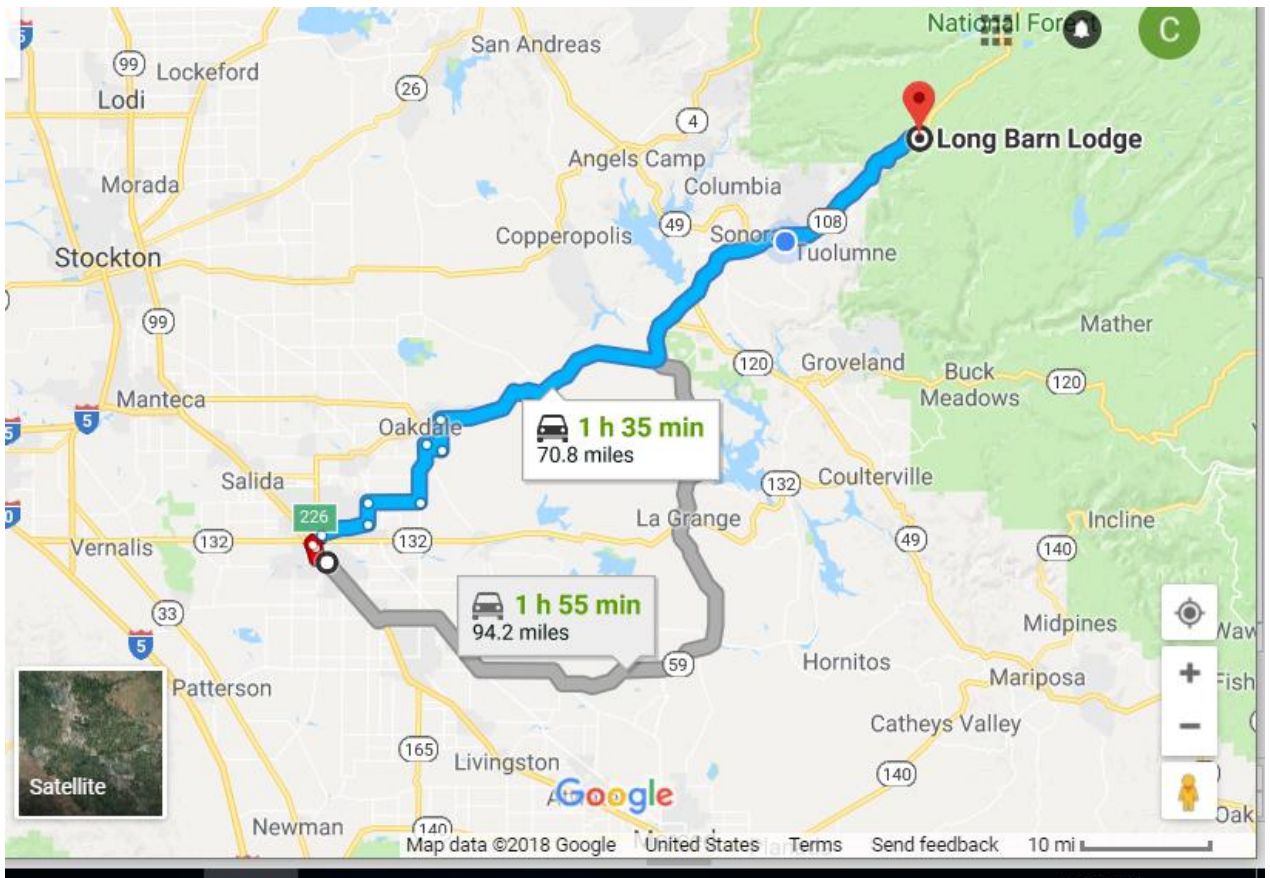 5
San Andreas
National Fore
C
99
Lockeford
Lodi
26
4
Long Barn Lodge
Angels Camp
Columbia
Morada
49
108
Copperopolis
Sonora
Tuolumne
Stockton
99
Mather
120
Groveland
Buck
Meadows
120
Manteca
5
5
Oakdale
1 h 35 min
70.8 miles
Salida
132
Coulterville
226
La Grange
Incline
Vernalis
132
132
49
140
1 h 55 min
94.2 miles
33
Midpines
5
59
Hornitos
Mariposa
Patterson
Catheys Valley
165
Livingston
140
Satellite
Google
Newman
140
Map data ©2018 Google
United States
Terms
Send feedback
10 mi